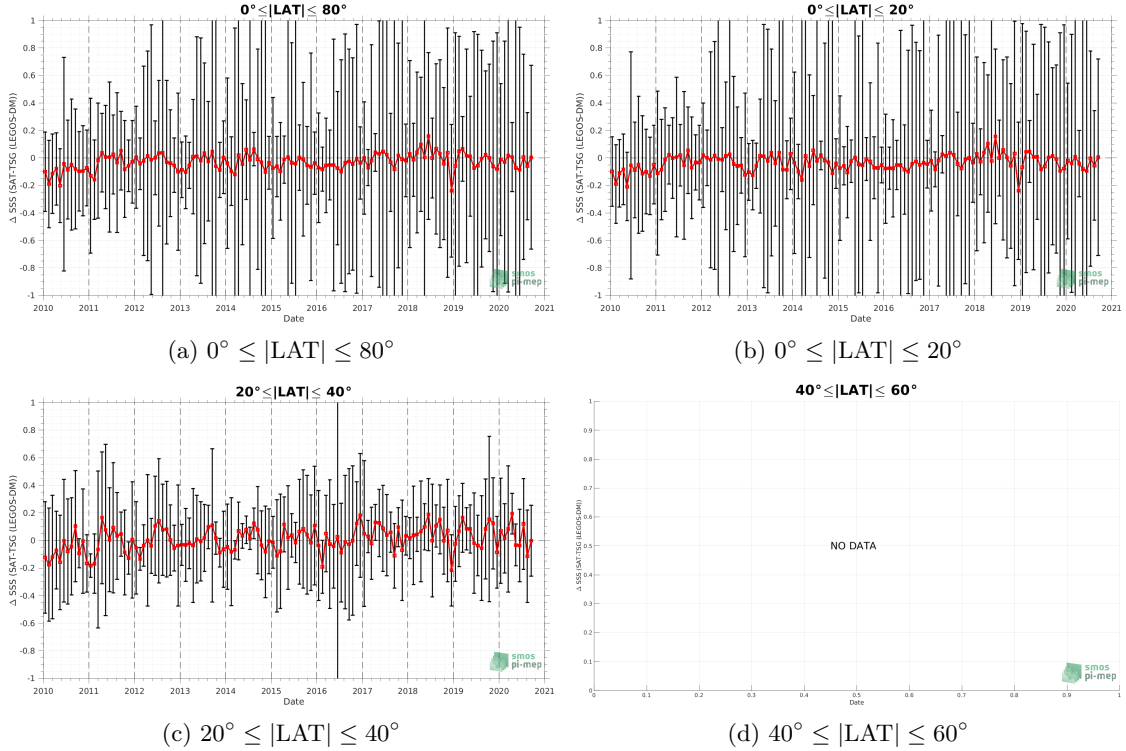 0°≤|LAT|≤ 80°
1
0.8
0.6
0.4
0.2
0
-0.2
-0.4
-0.6
-0.8
-1
Δ SSS (SAT-TSG (LEGOS-DM))
2010 2011 2012 2013 2014 2015 2016 2017 2018 2019 2020 2021
Date
smos
pi-mep
(a) 0° ≤ |LAT| ≤ 80°
0°≤|LAT|≤ 20°
1
0.8
0.6
0.4
0.2
0
-0.2
-0.4
-0.6
-0.8
-1
Δ SSS (SAT-TSG (LEGOS-DM))
2010 2011 2012 2013 2014 2015 2016 2017 2018 2019 2020 2021
Date
smos
pi-mep
(b) 0° ≤ |LAT| ≤ 20°
20°≤|LAT|≤ 40°
1
0.8
0.6
0.4
0.2
0
-0.2
-0.4
-0.6
-0.8
-1
Δ SSS (SAT-TSG (LEGOS-DM))
2010 2011 2012 2013 2014 2015 2016 2017 2018 2019 2020 2021
Date
smos
pi-mep
(c) 20° ≤ |LAT| ≤ 40°
40°≤|LAT|≤ 60°
1
0.9
0.8
0.7
0.6
0.5
0.4
0.3
0.2
0.1
0
Δ SSS (SAT-TSG (LEGOS-DM))
NO DATA
0 0.1 0.2 0.3 0.4 0.5 0.6 0.7 0.8 0.9 1
Date
smos
pi-mep
(d) 40° ≤ |LAT| ≤ 60°